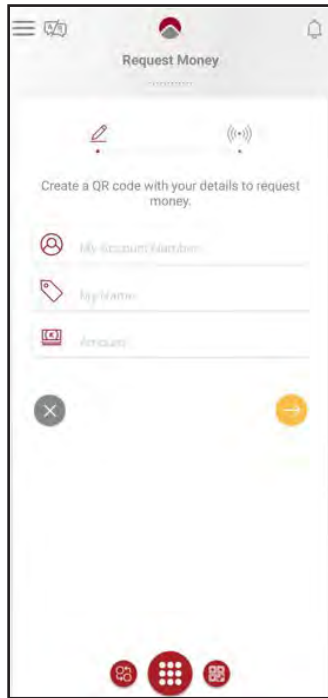 Request Money
Create a QR code with your details to request
money.
My Account Number
My Name
Amount